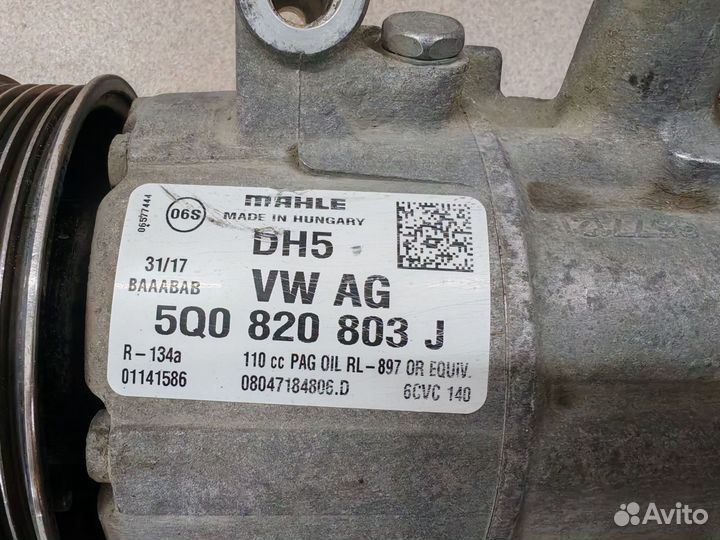 MAHLE
06S
MADE IN HUNGARY
06577444
DH5
31/17
VW AG
BAAABAB
5Q0 820 803 J
R-134a
110 cc PAG OIL RL-897 OR EQUIV.
01141586
08047184806.D
6CVC 140
Avito